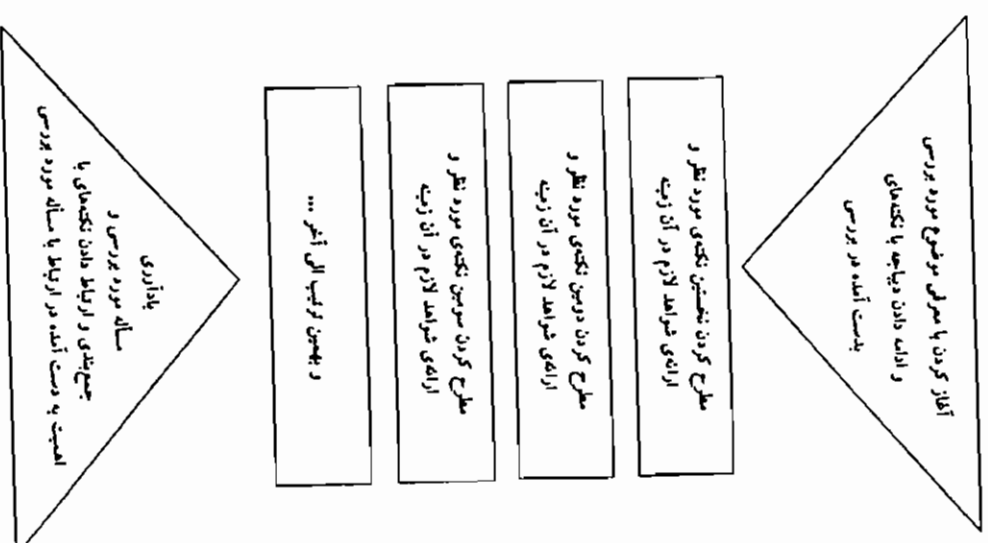 آغاز کردن با معرفی موضوع مورد بررسی
و ادامه دادن دیباچه با نکته‌های
بدست آمده در بررسی
مطرح کردن نخستین نکته‌ی مورد نظر و
ارائه‌ی شواهد لازم در آن زمینه
مطرح کردن دومین نکته‌ی مورد نظر و
ارائه‌ی شواهد لازم در آن زمینه
مطرح کردن سومین نکته‌ی مورد نظر و
ارائه‌ی شواهد لازم در آن زمینه
و بهمین ترتیب الی آخر ...
یادآوری
مسأله مورد بررسی و
جمع‌بندی و ارتباط دادن نکته‌های با
اهمیت به دست آمده در ارتباط با مسأله مورد بررسی